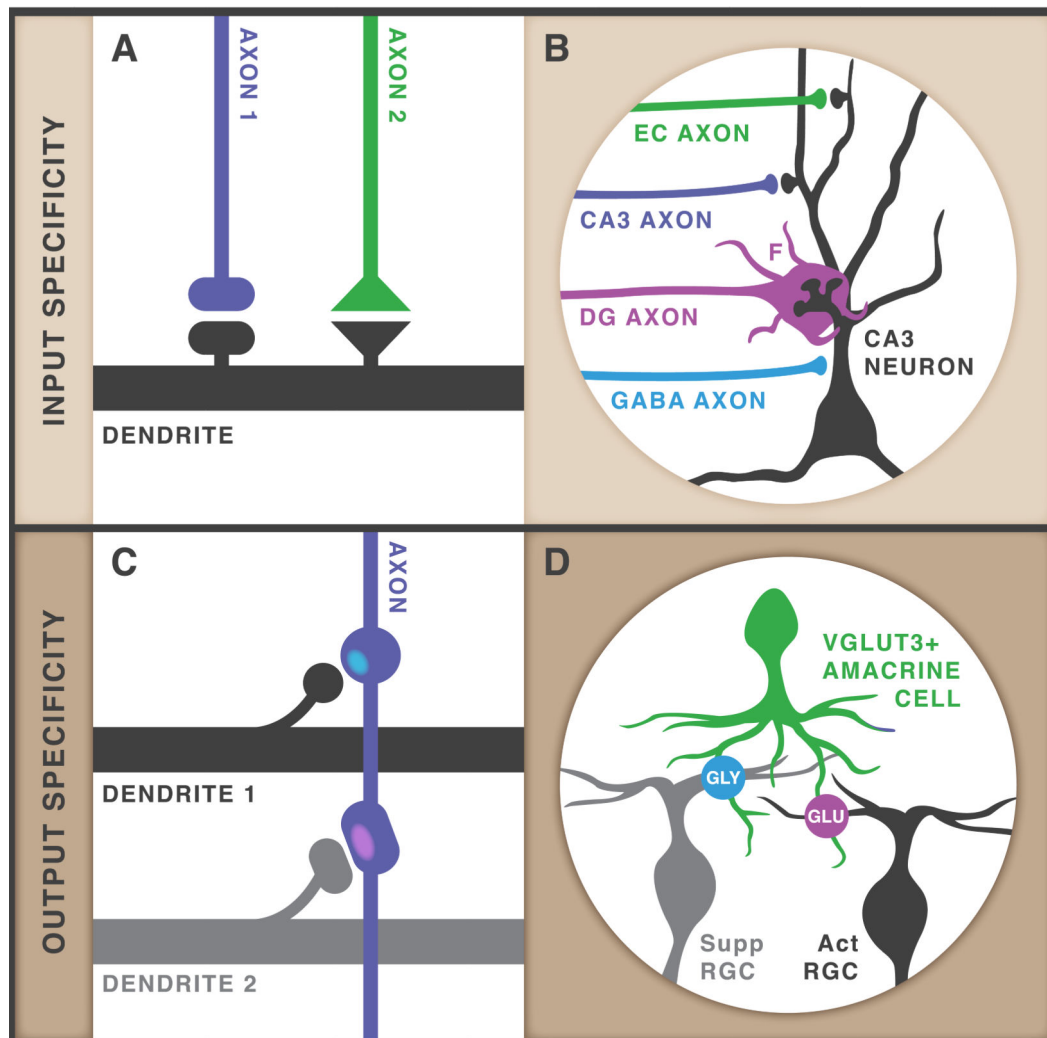 INPUT SPECIFICITY
A
AXON 1
AXON 2
DENDRITE
B
EC AXON
CA3 AXON
F
DG AXON
CA3
NEURON
GABA AXON
OUTPUT SPECIFICITY
C
AXON
DENDRITE 1
DENDRITE 2
D
VGLUT3+
AMACRINE
CELL
GLY
GLU
Supp
RGC
Act
RGC